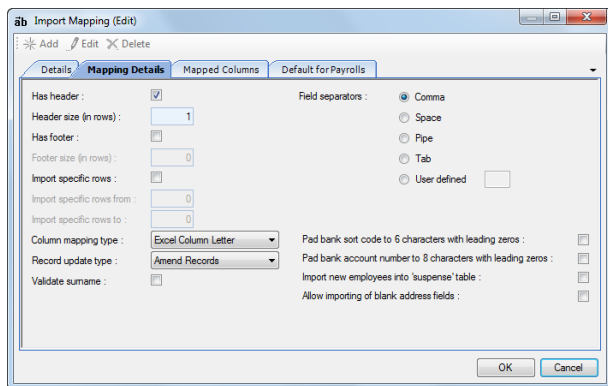 äb Import Mapping (Edit)
Add Edit Delete
Details Mapping Details Mapped Columns Default for Payrolls
Has header : Field separators : Comma
Header size (in rows) : 1 Space
Has footer : Pipe
Footer size (in rows) : 0 Tab
Import specific rows : User defined
Import specific rows from : 0
Import specific rows to : 0
Column mapping type : Excel Column Letter Pad bank sort code to 6 characters with leading zeros :
Record update type : Amend Records Pad bank account number to 8 characters with leading zeros :
Validate surname : Import new employees into 'suspense' table :
Allow importing of blank address fields :
OK Cancel